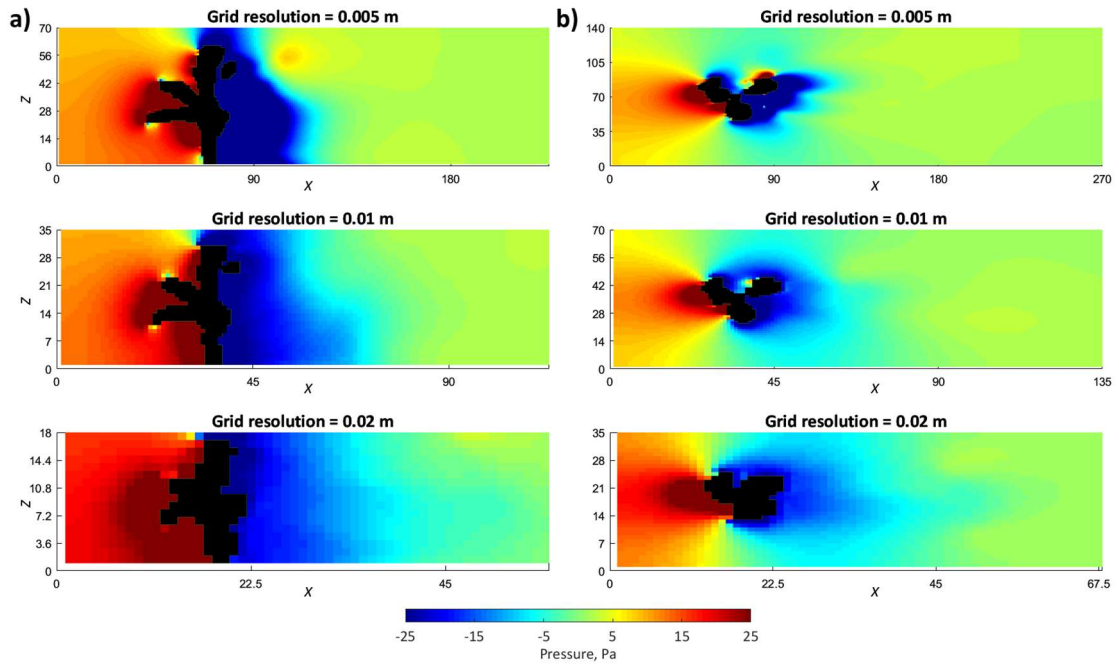 a)
Grid resolution = 0.005 m
70
56
42
28
14
0
Z
0 90 180
X
b)
Grid resolution = 0.005 m
140
105
70
35
0
0 90 180 270
X
Grid resolution = 0.01 m
35
28
21
14
7
0
Z
0 45 90
X
Grid resolution = 0.01 m
70
56
42
28
14
0
0 45 90 135
X
Grid resolution = 0.02 m
18
14.4
10.8
7.2
3.6
0
Z
0 22.5 45
X
Grid resolution = 0.02 m
35
28
21
14
7
0
0 22.5 45 67.5
X
-25 -15 -5 5 15 25
Pressure, Pa